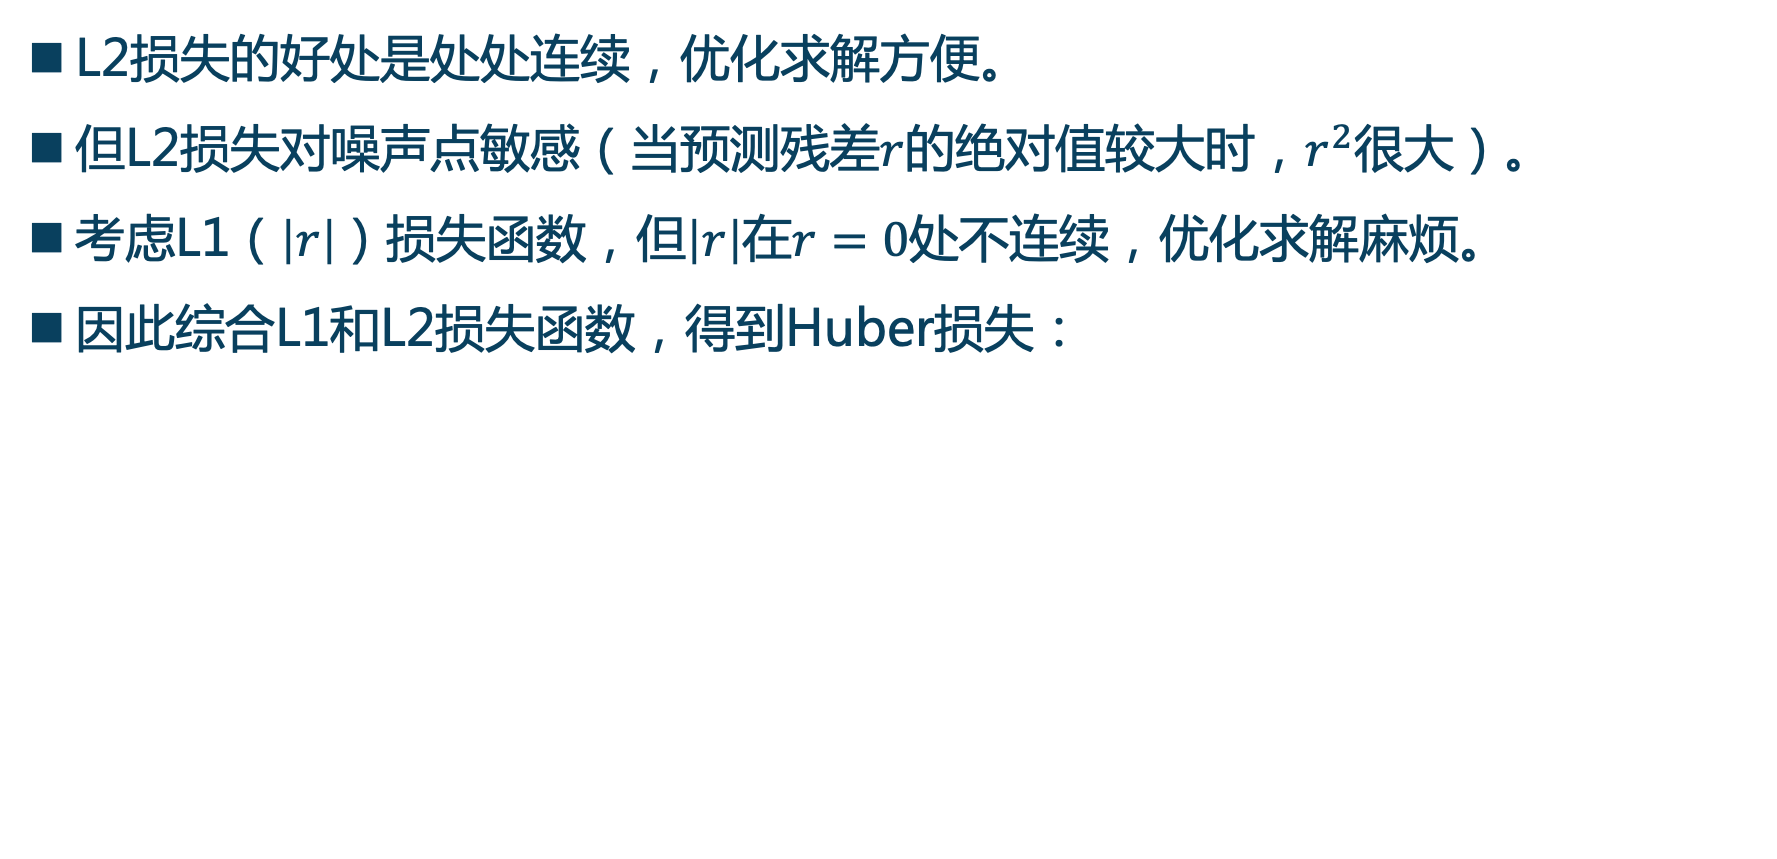 ■ L2损失的好处是处处连续，优化求解方便。
■ 但L2损失对噪声点敏感（当预测残差r的绝对值较大时，r²很大）。
■ 考虑L1（|r|）损失函数，但|r|在r = 0处不连续，优化求解麻烦。
■ 因此综合L1和L2损失函数，得到Huber损失：